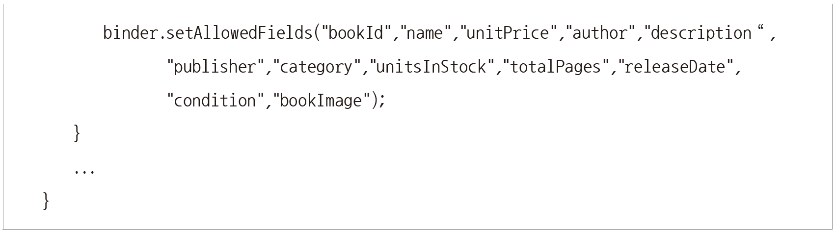 binder.setAllowedFields("bookId","name","unitPrice","author","description “,
"publisher","category","unitsInStock","totalPages","releaseDate",
"condition","bookImage");
}
...
}